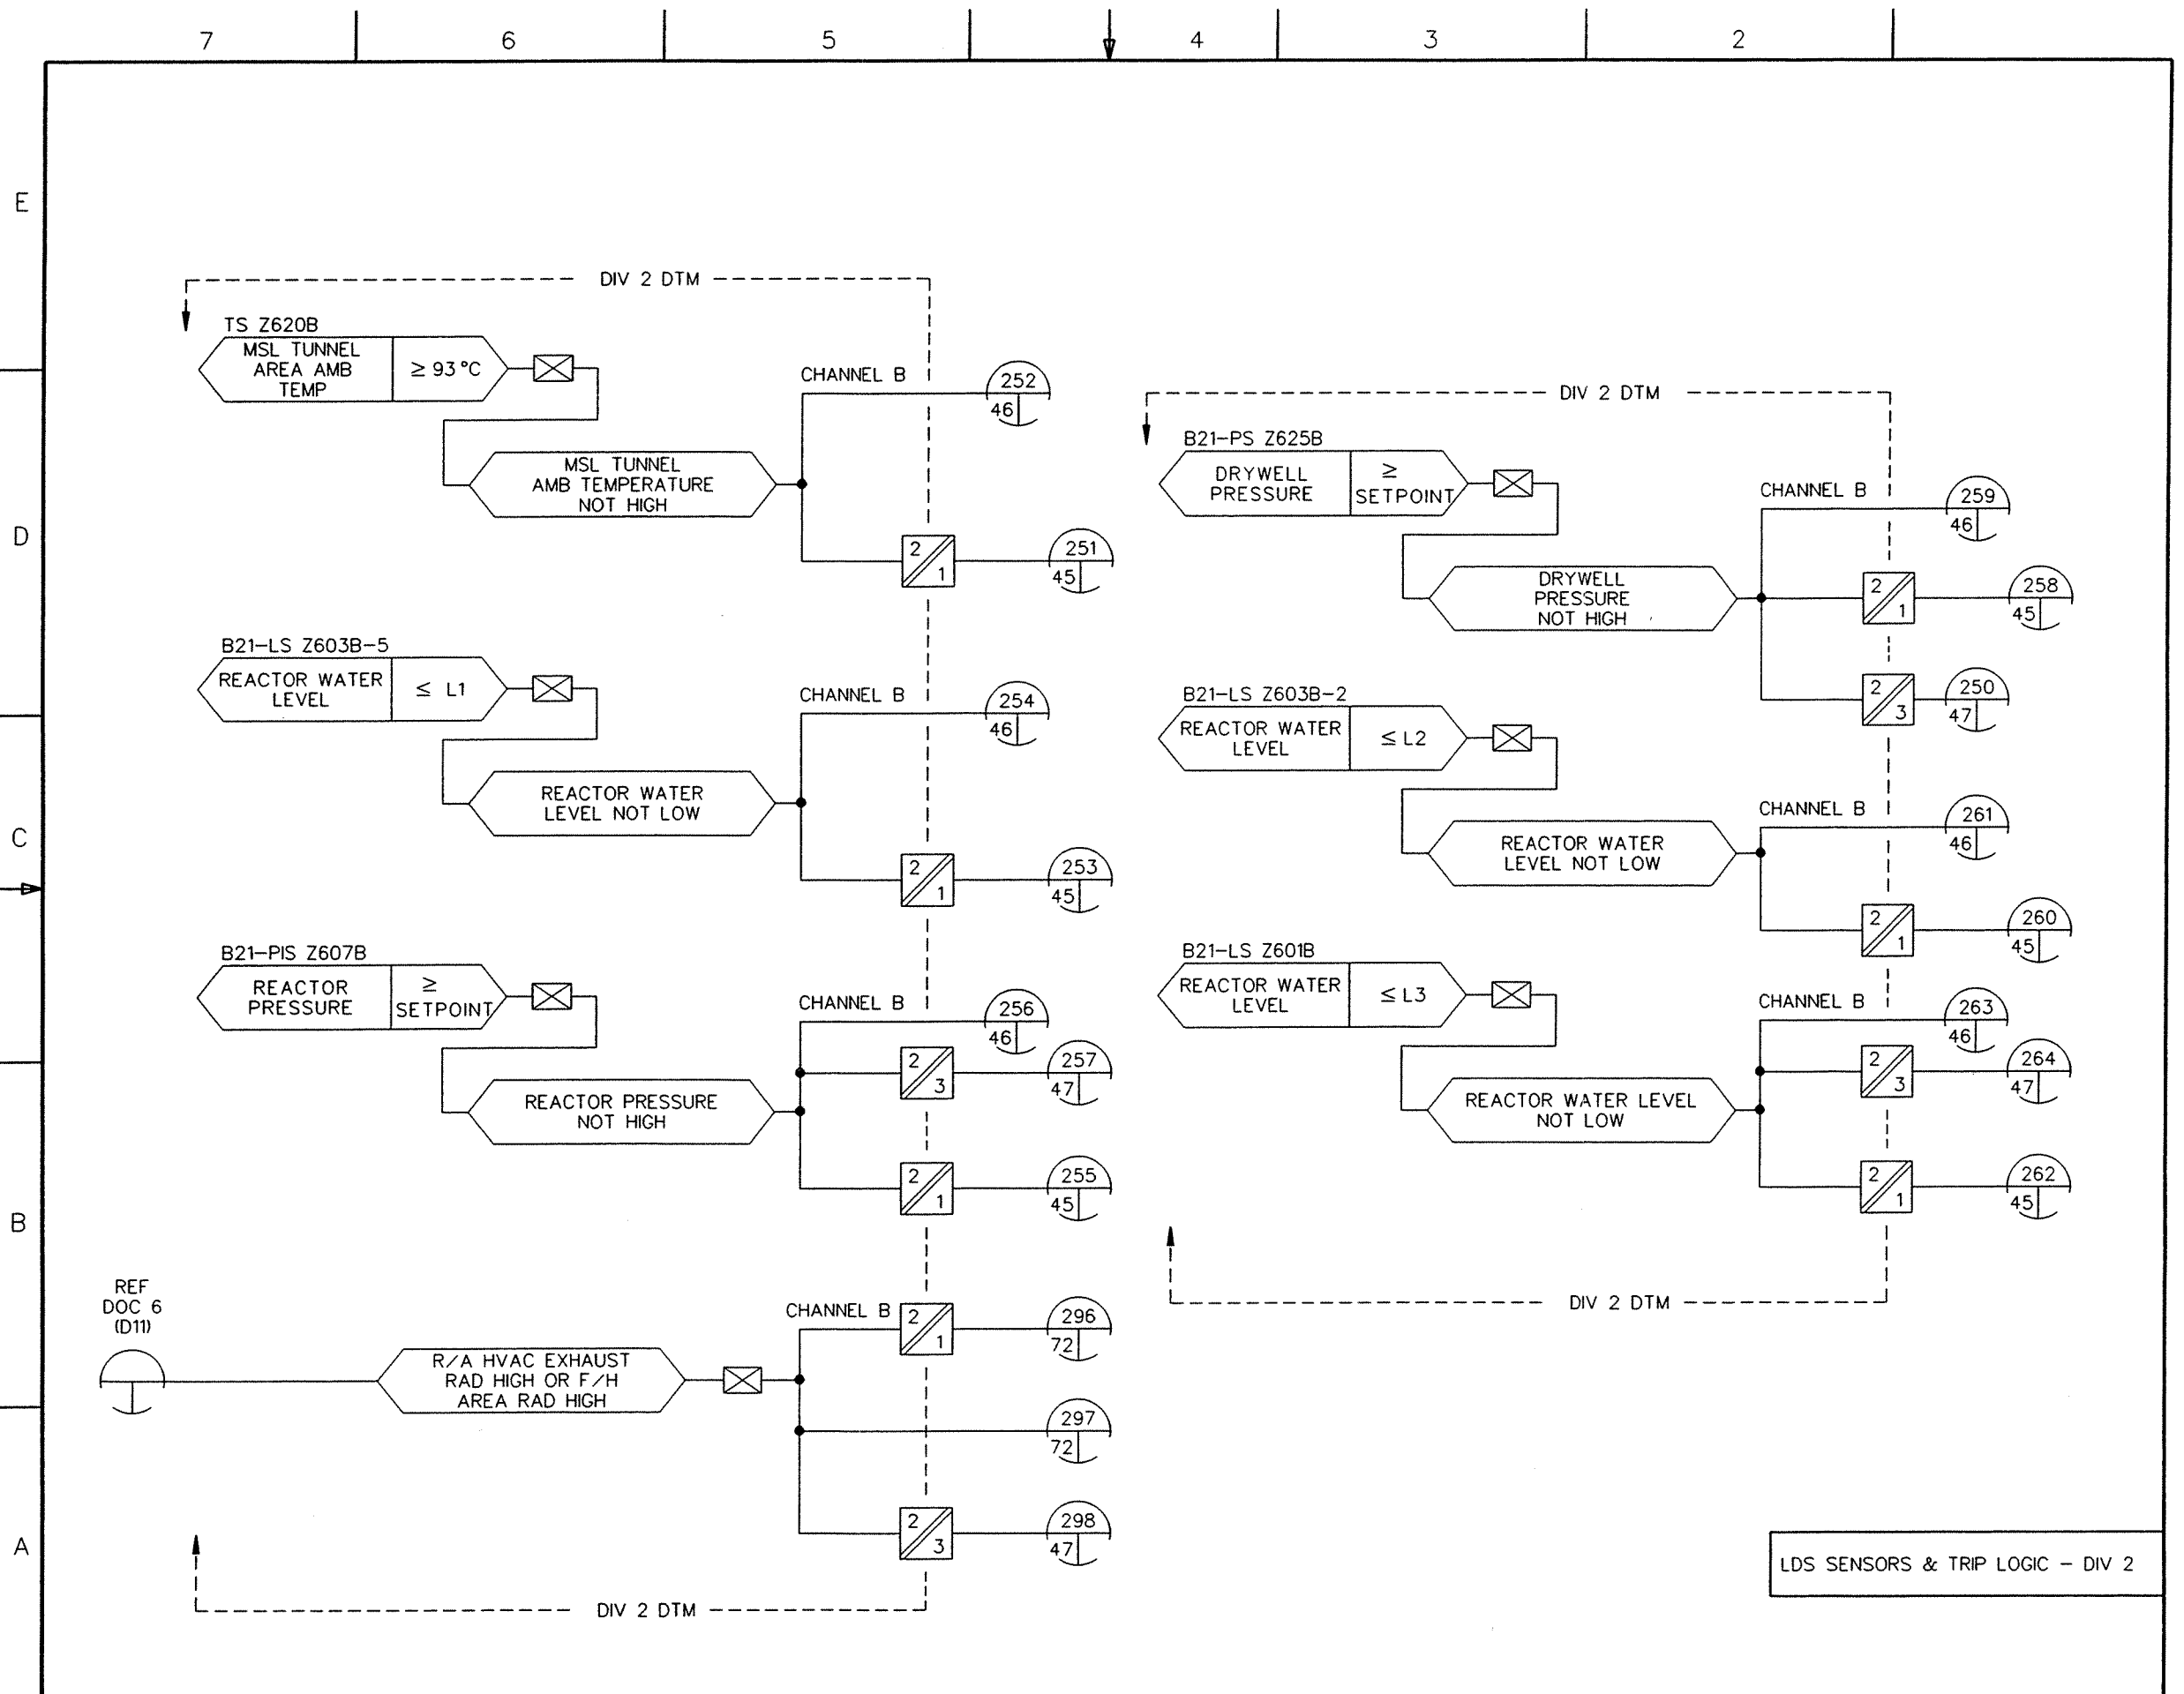 7 6 5 4 3 2
E
D
C
B
A
DIV 2 DTM
TS Z620B
MSL TUNNEL
AREA AMB
TEMP
≥ 93 °C
MSL TUNNEL
AMB TEMPERATURE
NOT HIGH
CHANNEL B
252
46
2/1
251
45
B21-LS Z603B-5
REACTOR WATER
LEVEL
≤ L1
REACTOR WATER
LEVEL NOT LOW
CHANNEL B
254
46
2/1
253
45
B21-PIS Z607B
REACTOR
PRESSURE
≥
SETPOINT
REACTOR PRESSURE
NOT HIGH
CHANNEL B
256
46
2/3
257
47
2/1
255
45
REF
DOC 6
(D11)
R/A HVAC EXHAUST
RAD HIGH OR F/H
AREA RAD HIGH
CHANNEL B
2/1
296
72
297
72
2/3
298
47
DIV 2 DTM
DIV 2 DTM
B21-PS Z625B
DRYWELL
PRESSURE
≥
SETPOINT
DRYWELL
PRESSURE
NOT HIGH
CHANNEL B
259
46
2/1
258
45
2/3
250
47
B21-LS Z603B-2
REACTOR WATER
LEVEL
≤ L2
REACTOR WATER
LEVEL NOT LOW
CHANNEL B
261
46
2/1
260
45
B21-LS Z601B
REACTOR WATER
LEVEL
≤ L3
REACTOR WATER LEVEL
NOT LOW
CHANNEL B
263
46
2/3
264
47
2/1
262
45
DIV 2 DTM
LDS SENSORS & TRIP LOGIC - DIV 2